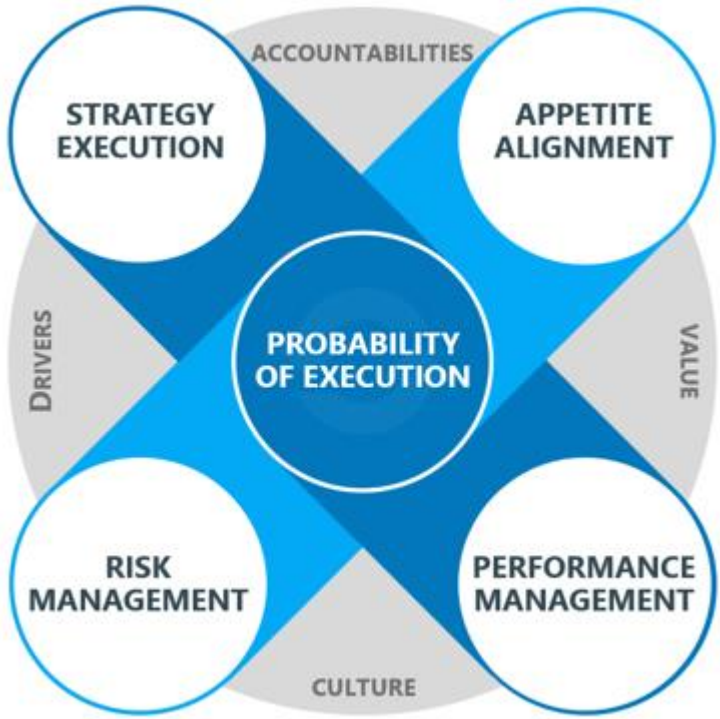 ACCOUNTABILITIES
STRATEGY
EXECUTION
APPETITE
ALIGNMENT
DRIVERS
PROBABILITY
OF EXECUTION
VALUE
RISK
MANAGEMENT
PERFORMANCE
MANAGEMENT
CULTURE